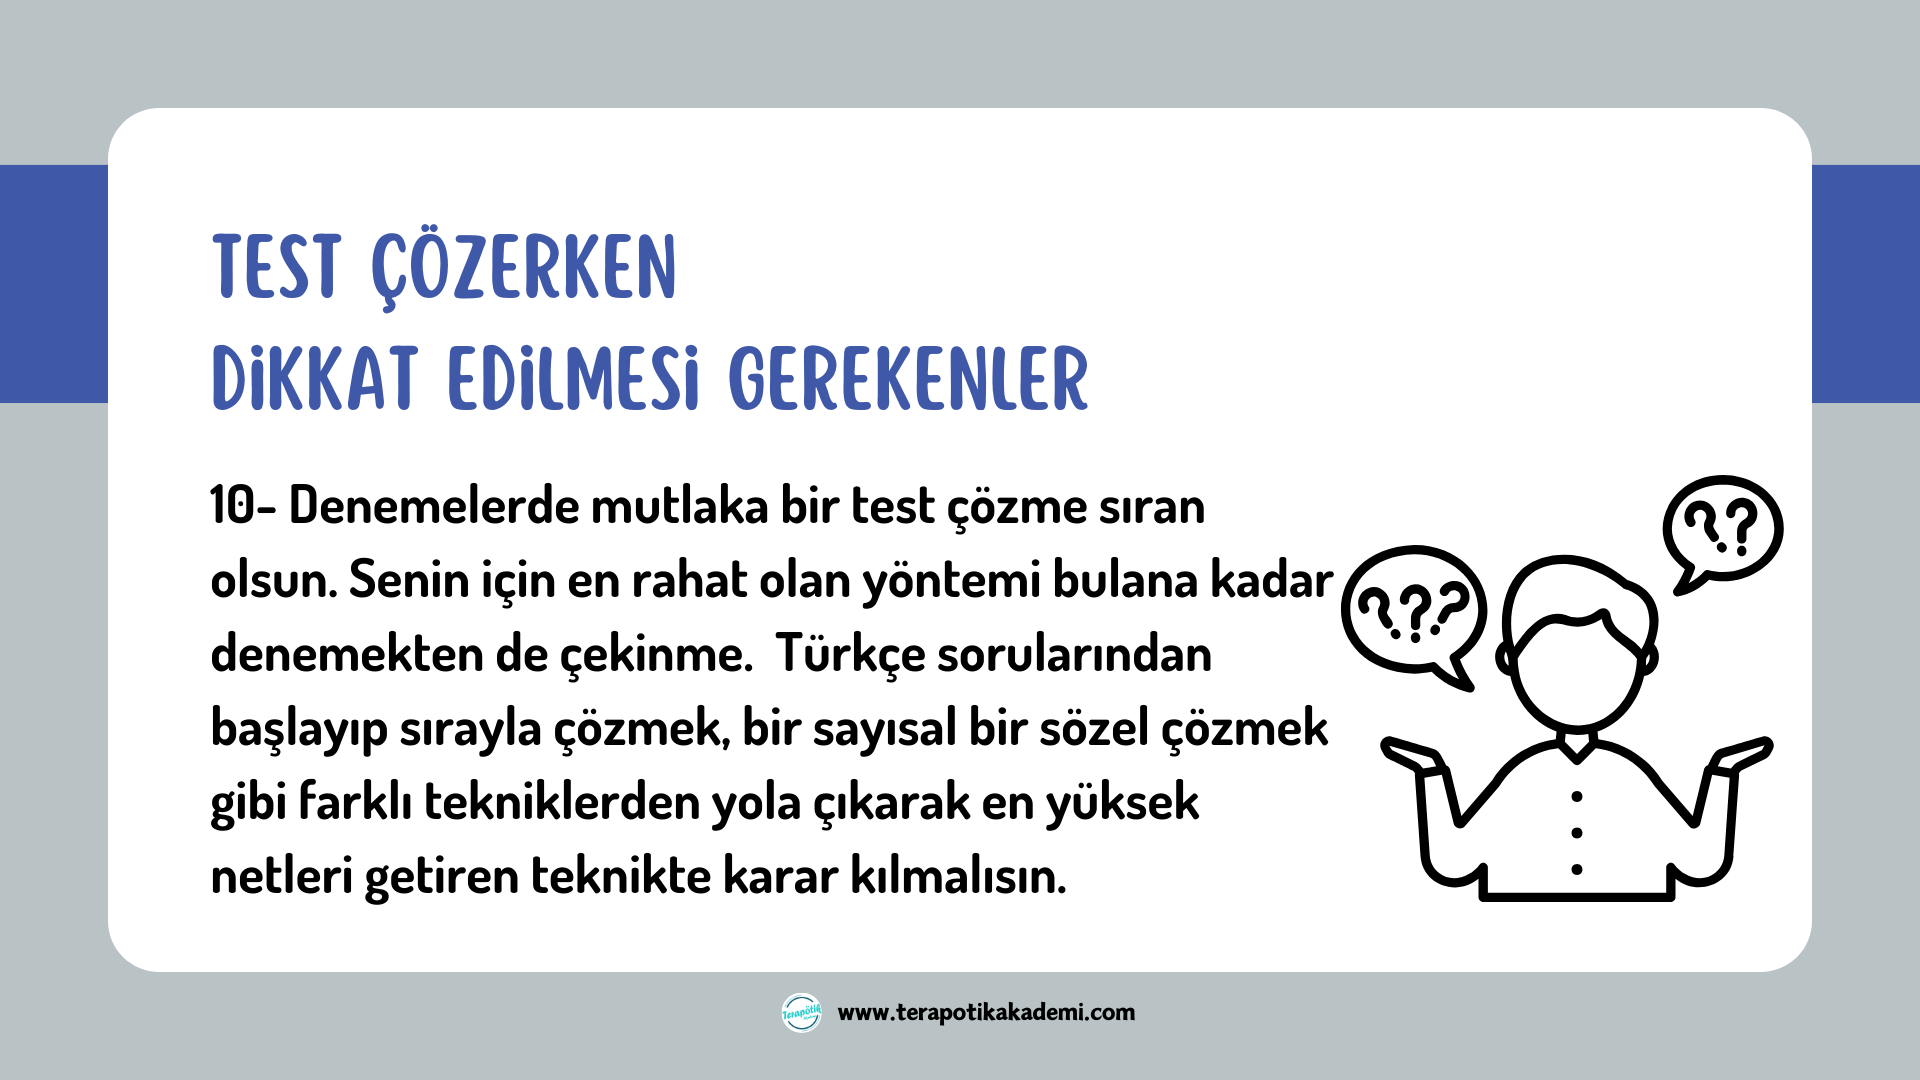 TEST ÇÖZERKEN
DİKKAT EDİLMESİ GEREKENLER
10- Denemelerde mutlaka bir test çözme sıran
olsun. Senin için en rahat olan yöntemi bulana kadar
denemekten de çekinme.  Türkçe sorularından
başlayıp sırayla çözmek, bir sayısal bir sözel çözmek
gibi farklı tekniklerden yola çıkarak en yüksek
netleri getiren teknikte karar kılmalısın.
??
???
Terapötik
www.terapotikakademi.com